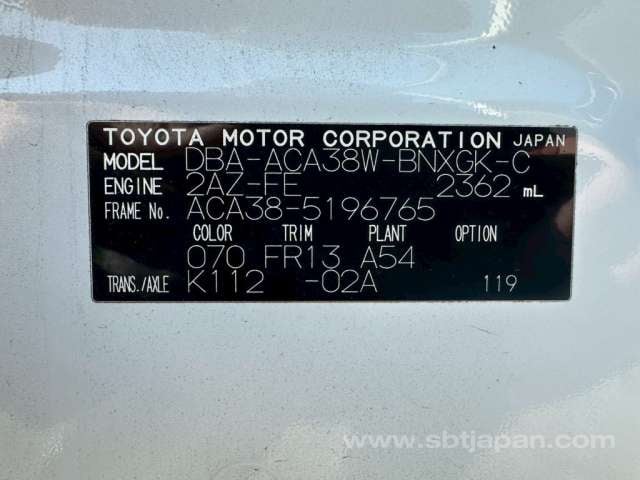 TOYOTA MOTOR CORPORATION JAPAN
MODEL DBA-ACA38W-BNXGK-C
ENGINE 2AZ-FE 2362 mL
FRAME No. ACA38-5196765
COLOR TRIM PLANT OPTION
070 FR13 A54
TRANS./AXLE K112 -02A 119
www.sbtjapan.com